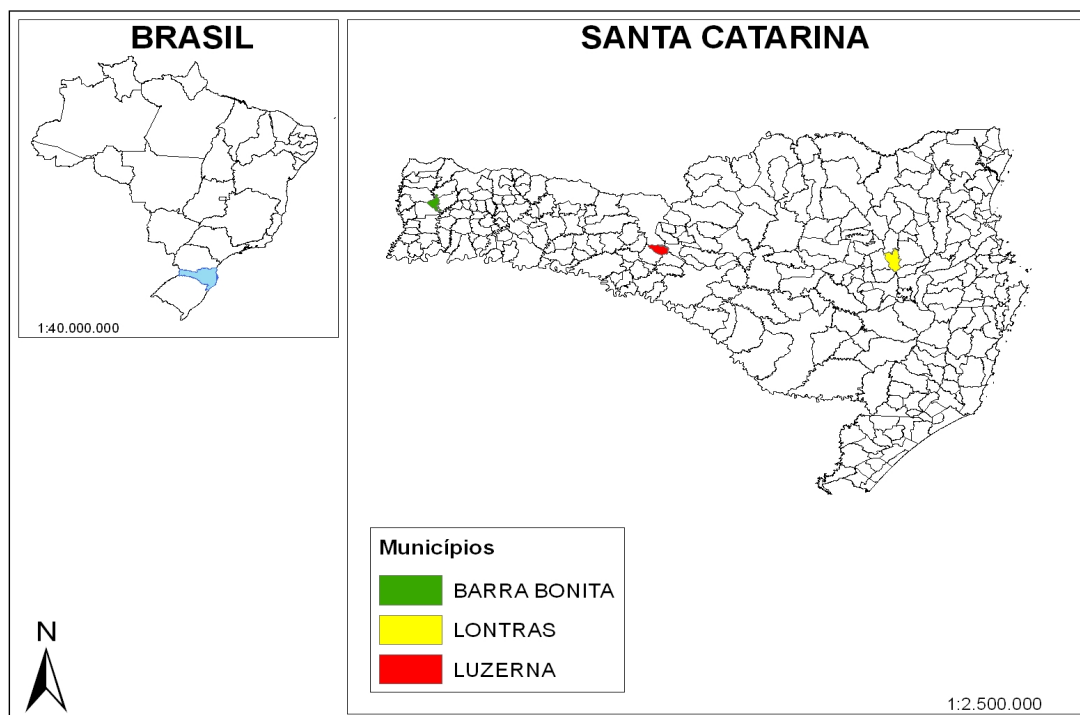 BRASIL
1:40.000.000
SANTA CATARINA
Municípios
BARRA BONITA
LONTRAS
LUZERNA
N
1:2.500.000